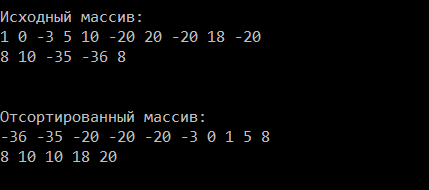 Исходный массив:
1 0 -3 5 10 -20 20 -20 18 -20
8 10 -35 -36 8
Отсортированный массив:
-36 -35 -20 -20 -20 -3 0 1 5 8
8 10 10 18 20